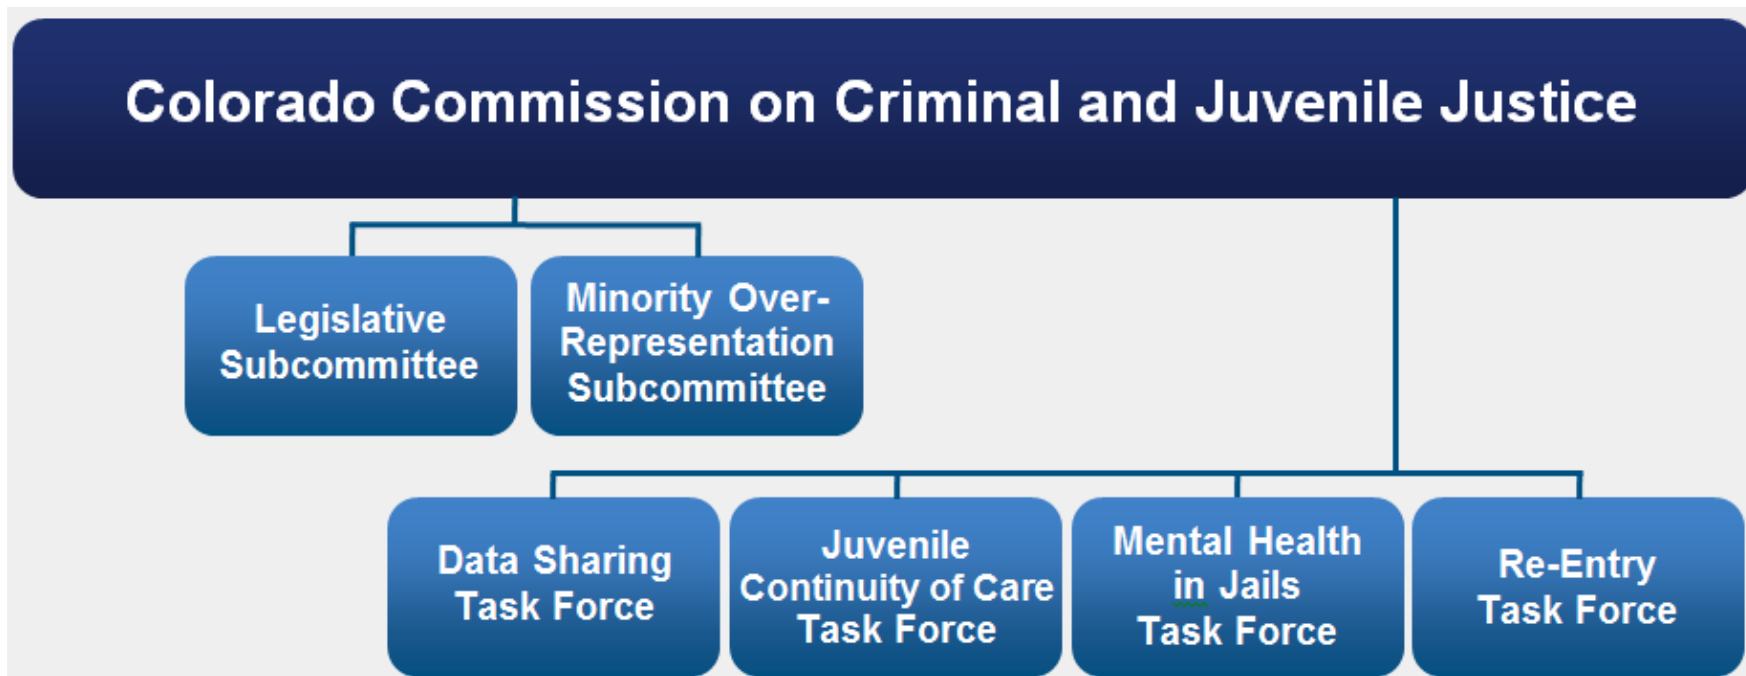 Colorado Commission on Criminal and Juvenile Justice
Legislative
Subcommittee
Minority Over-
Representation
Subcommittee
Data Sharing
Task Force
Juvenile
Continuity of Care
Task Force
Mental Health
in Jails
Task Force
Re-Entry
Task Force